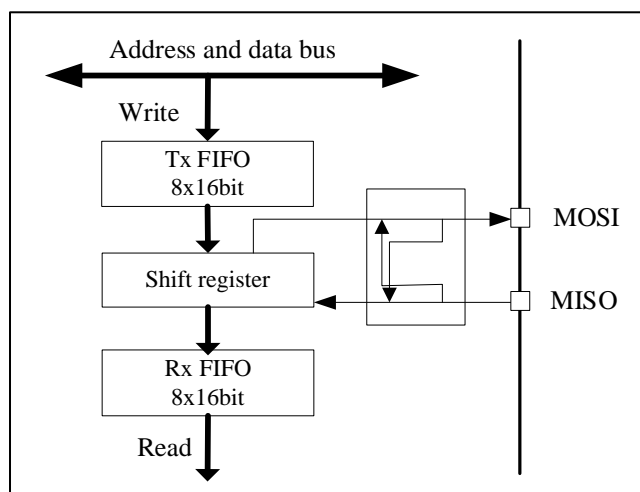 Address and data bus
Write
Tx FIFO
8x16bit
MOSI
Shift register
MISO
Rx FIFO
8x16bit
Read